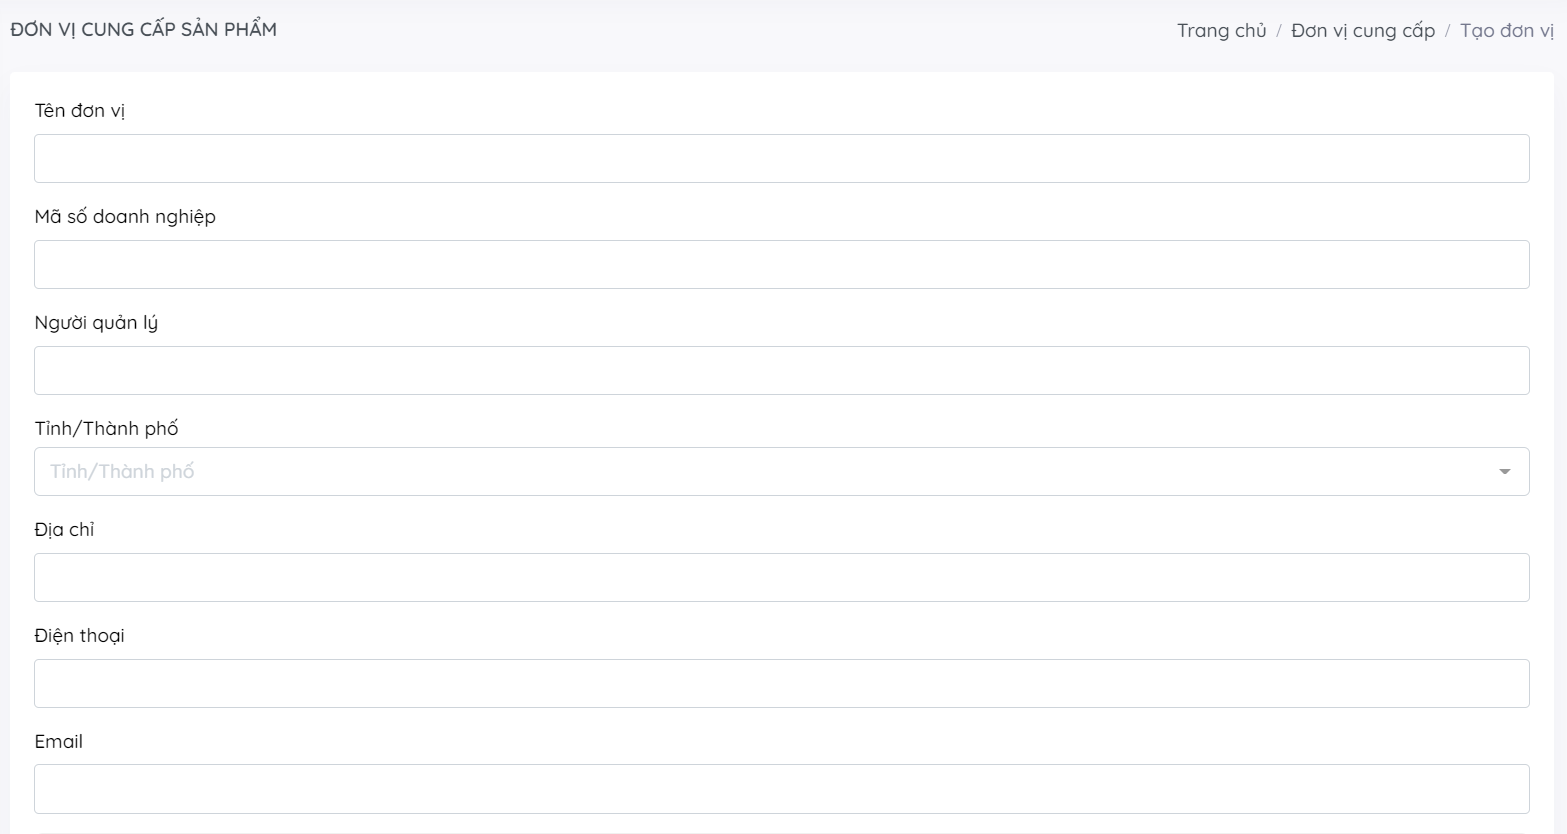 ĐƠN VỊ CUNG CẤP SẢN PHẨM
Trang chủ / Đơn vị cung cấp / Tạo đơn vị
Tên đơn vị
Mã số doanh nghiệp
Người quản lý
Tỉnh/Thành phố
Tỉnh/Thành phố
Địa chỉ
Điện thoại
Email